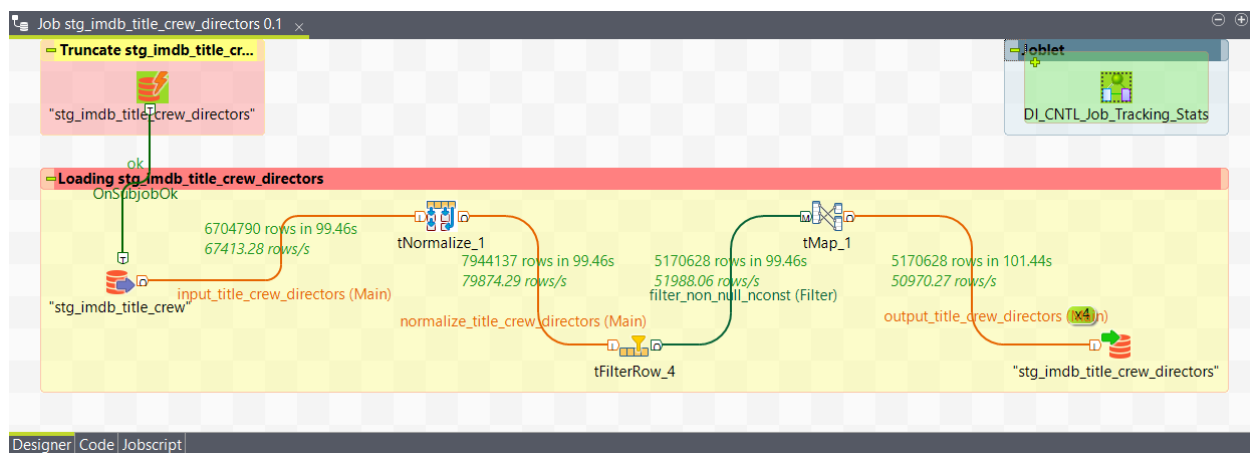 Job stg_imdb_title_crew_directors 0.1
Truncate stg_imdb_title_cr...
"stg_imdb_title_crew_directors"
Joblet
DI_CNTL_Job_Tracking_Stats
ok
OnSubjobOk
Loading stg_imdb_title_crew_directors
6704790 rows in 99.46s
67413.28 rows/s
input_title_crew_directors (Main)
"stg_imdb_title_crew"
tNormalize_1
7944137 rows in 99.46s
79874.29 rows/s
normalize_title_crew_directors (Main)
tFilterRow_4
5170628 rows in 99.46s
51988.06 rows/s
filter_non_null_nconst (Filter)
tMap_1
5170628 rows in 101.44s
50970.27 rows/s
output_title_crew_directors (Main)
x4
"stg_imdb_title_crew_directors"
Designer Code Jobscript